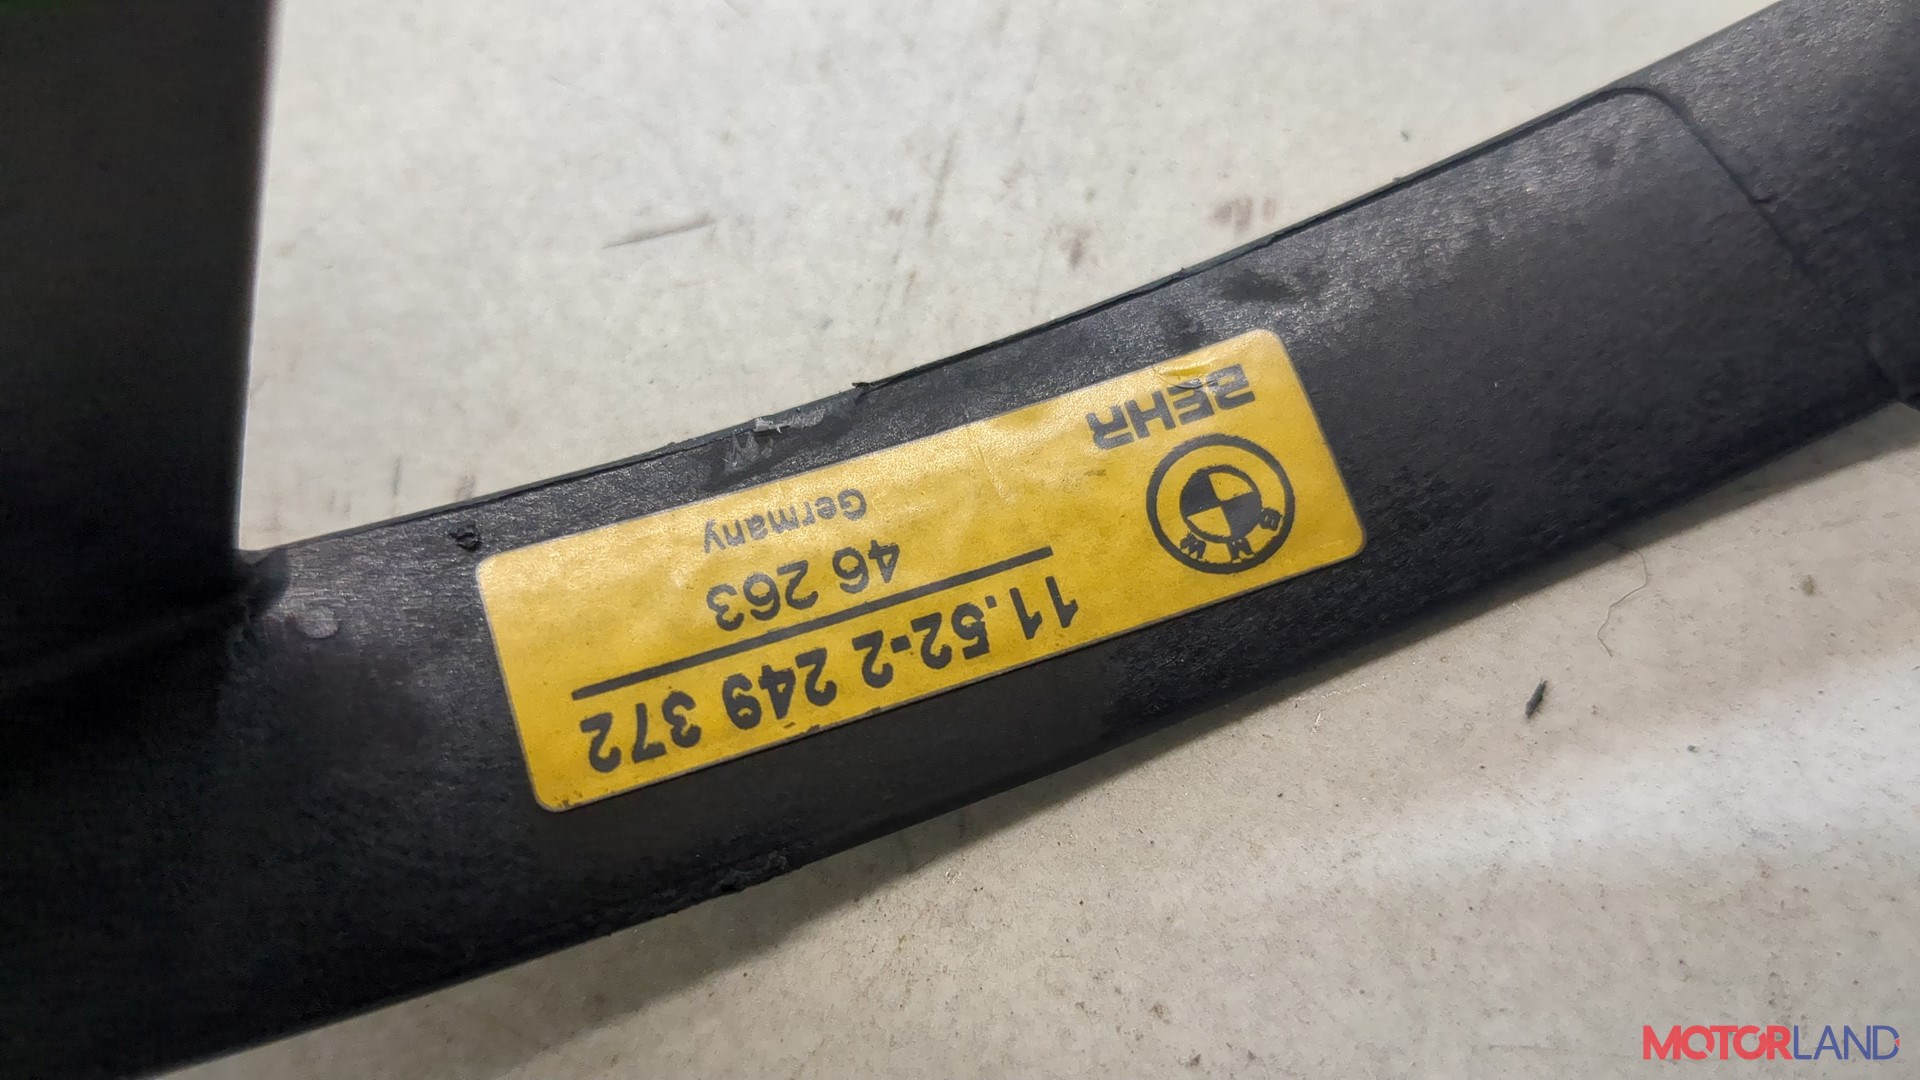 BEHR
BMW
11.52-2 249 372
46 263
Germany
MOTORLAND